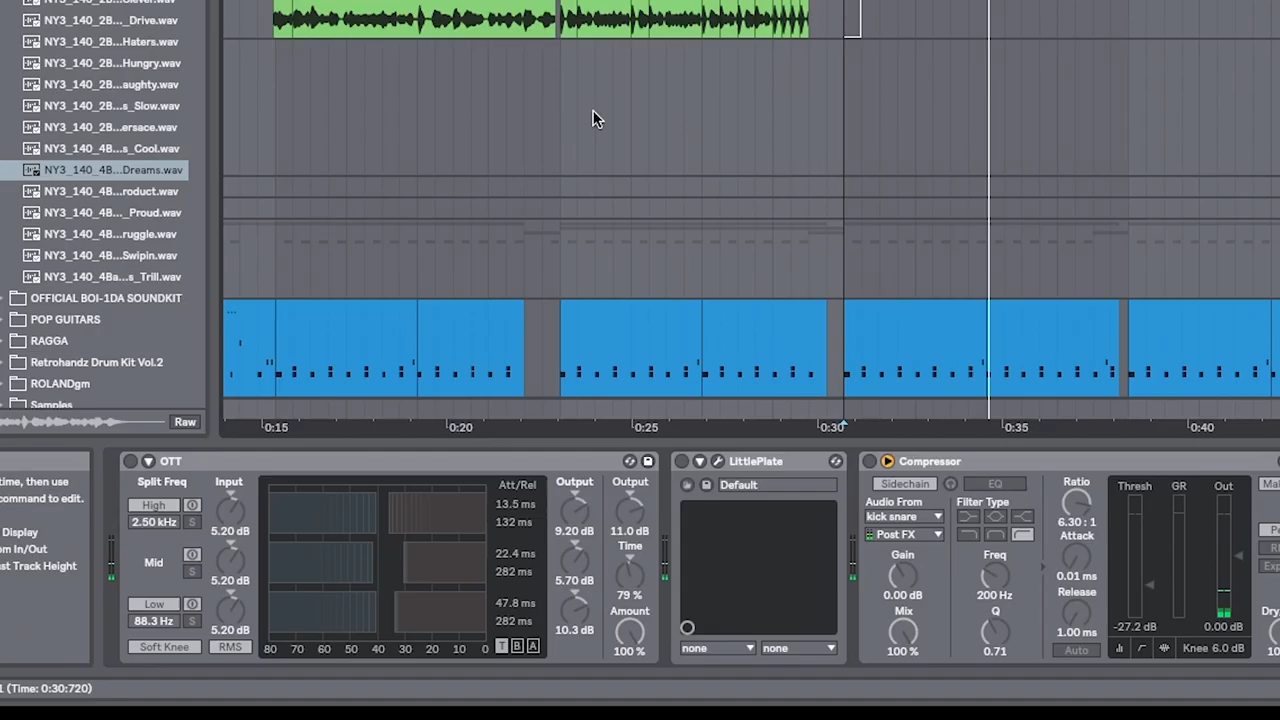 NY3_140_2B..._Drive.wav
NY3_140_2B...Haters.wav
NY3_140_2B...Hungry.wav
NY3_140_2B...aughty.wav
NY3_140_2B...s_Slow.wav
NY3_140_2B...ersace.wav
NY3_140_4B...s_Cool.wav
NY3_140_4B...Dreams.wav
NY3_140_4B...roduct.wav
NY3_140_4B..._Proud.wav
NY3_140_4B...ruggle.wav
NY3_140_4B...Swipin.wav
NY3_140_4Ba...s_Trill.wav
OFFICIAL BOI-1DA SOUNDKIT
POP GUITARS
RAGGA
Retrohandz Drum Kit Vol.2
ROLANDgm
Samples
Raw
0:15
0:20
0:25
0:30
0:35
0:40
time, then use
command to edit.
Display
om In/Out
ust Track Height
OTT
Split Freq
High
2.50 kHz
S
Mid
S
Low
S
88.3 Hz
Soft Knee
Input
5.20 dB
5.20 dB
5.20 dB
RMS
80 70 60 50 40 30 20 10 0
Att/Rel
13.5 ms
132 ms
22.4 ms
282 ms
47.8 ms
282 ms
T B A
Output
9.20 dB
5.70 dB
10.3 dB
Output
11.0 dB
Time
79 %
Amount
100 %
LittlePlate
Default
none
none
Compressor
Sidechain
EQ
Audio From
kick snare
Post FX
Gain
0.00 dB
Mix
100 %
Filter Type
Freq
200 Hz
Q
0.71
Ratio
6.30 : 1
Attack
0.01 ms
Release
1.00 ms
Auto
Thresh GR Out
-27.2 dB
0.00 dB
Knee 6.0 dB
Mal
Exp
Dry
10
1 (Time: 0:30:720)